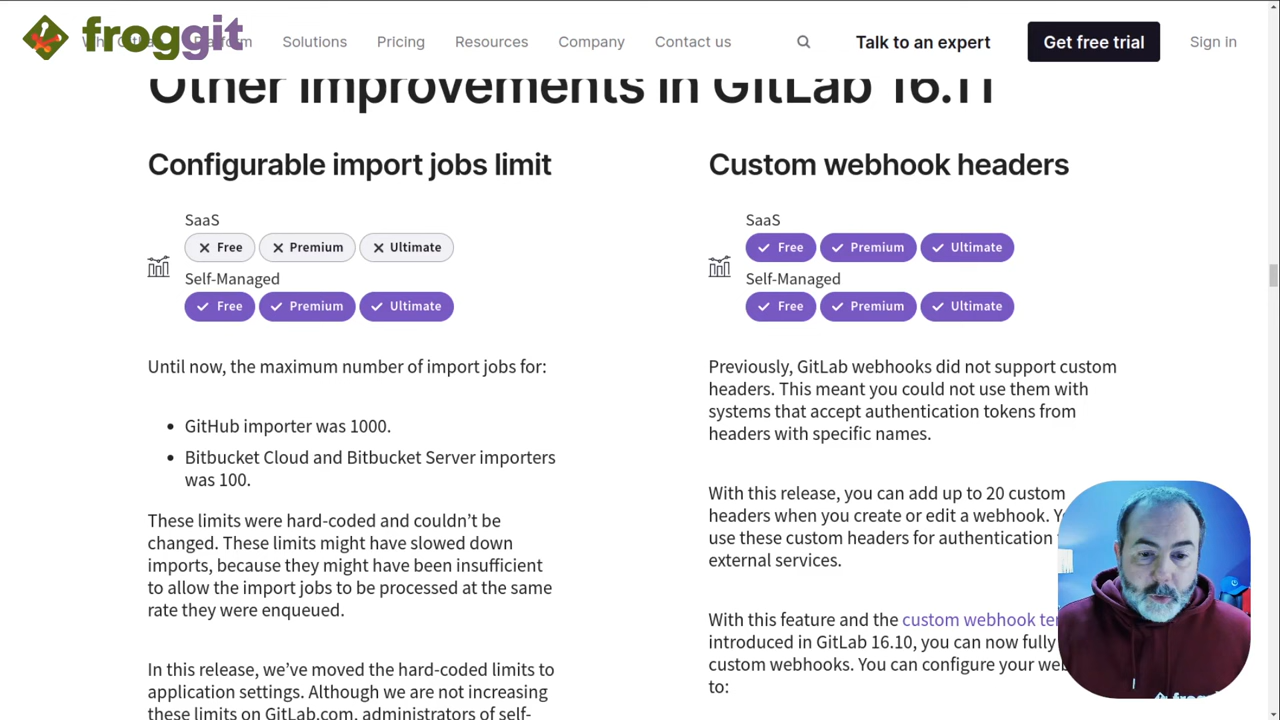 froggit
Solutions
Pricing
Resources
Company
Contact us
Talk to an expert
Get free trial
Sign in
Other improvements in GitLab 16.11
Configurable import jobs limit
SaaS
Free
Premium
Ultimate
Self-Managed
Free
Premium
Ultimate
Until now, the maximum number of import jobs for:
• GitHub importer was 1000.
• Bitbucket Cloud and Bitbucket Server importers
was 100.
These limits were hard-coded and couldn’t be
changed. These limits might have slowed down
imports, because they might have been insufficient
to allow the import jobs to be processed at the same
rate they were enqueued.
In this release, we’ve moved the hard-coded limits to
application settings. Although we are not increasing
these limits on GitLab.com, administrators of self-
Custom webhook headers
SaaS
Free
Premium
Ultimate
Self-Managed
Free
Premium
Ultimate
Previously, GitLab webhooks did not support custom
headers. This meant you could not use them with
systems that accept authentication tokens from
headers with specific names.
With this release, you can add up to 20 custom
headers when you create or edit a webhook.
use these custom headers for authentication
external services.
With this feature and the custom webhook
introduced in GitLab 16.10, you can now fully
custom webhooks. You can configure your
to: